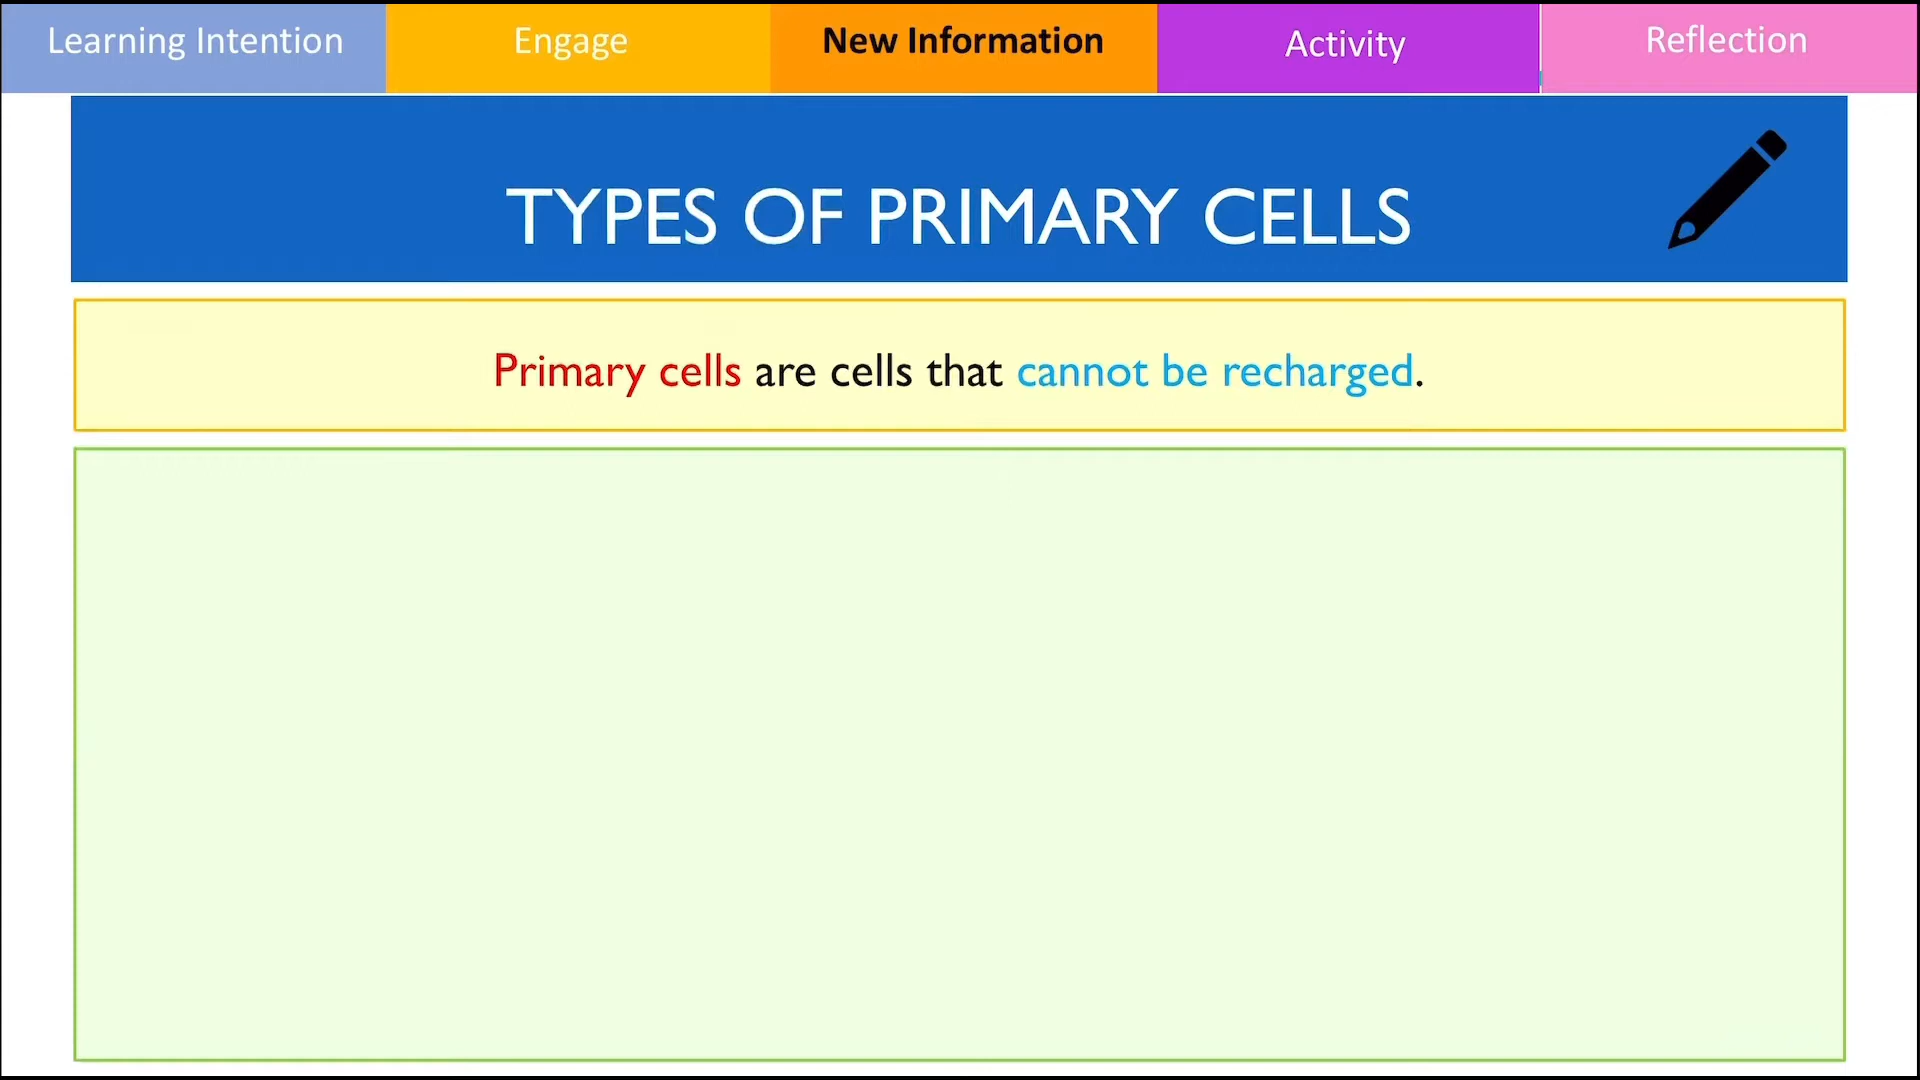 Learning Intention
Engage
New Information
Activity
Reflection
TYPES OF PRIMARY CELLS
Primary cells are cells that cannot be recharged.